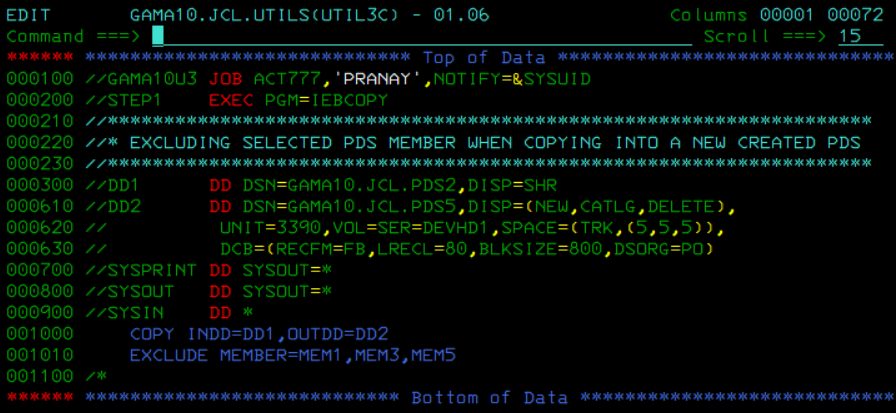 EDIT       GAMA10.JCL.UTILS(UTIL3C) - 01.06                Columns 00001 00072
Command ===>                                                  Scroll ===> 15
****** ***************************** Top of Data ******************************
000100 //GAMA10U3 JOB ACT777,'PRANAY',NOTIFY=&SYSUID
000200 //STEP1    EXEC PGM=IEBCOPY
000210 //********************************************************************
000220 //* EXCLUDING SELECTED PDS MEMBER WHEN COPYING INTO A NEW CREATED PDS
000230 //********************************************************************
000300 //DD1      DD DSN=GAMA10.JCL.PDS2,DISP=SHR
000610 //DD2      DD DSN=GAMA10.JCL.PDS5,DISP=(NEW,CATLG,DELETE),
000620 //          UNIT=3390,VOL=SER=DEVHD1,SPACE=(TRK,(5,5,5)),
000630 //          DCB=(RECFM=FB,LRECL=80,BLKSIZE=800,DSORG=PO)
000700 //SYSPRINT DD SYSOUT=*
000800 //SYSOUT   DD SYSOUT=*
000900 //SYSIN    DD *
001000     COPY INDD=DD1,OUTDD=DD2
001010     EXCLUDE MEMBER=MEM1,MEM3,MEM5
001100 /*
****** **************************** Bottom of Data ****************************